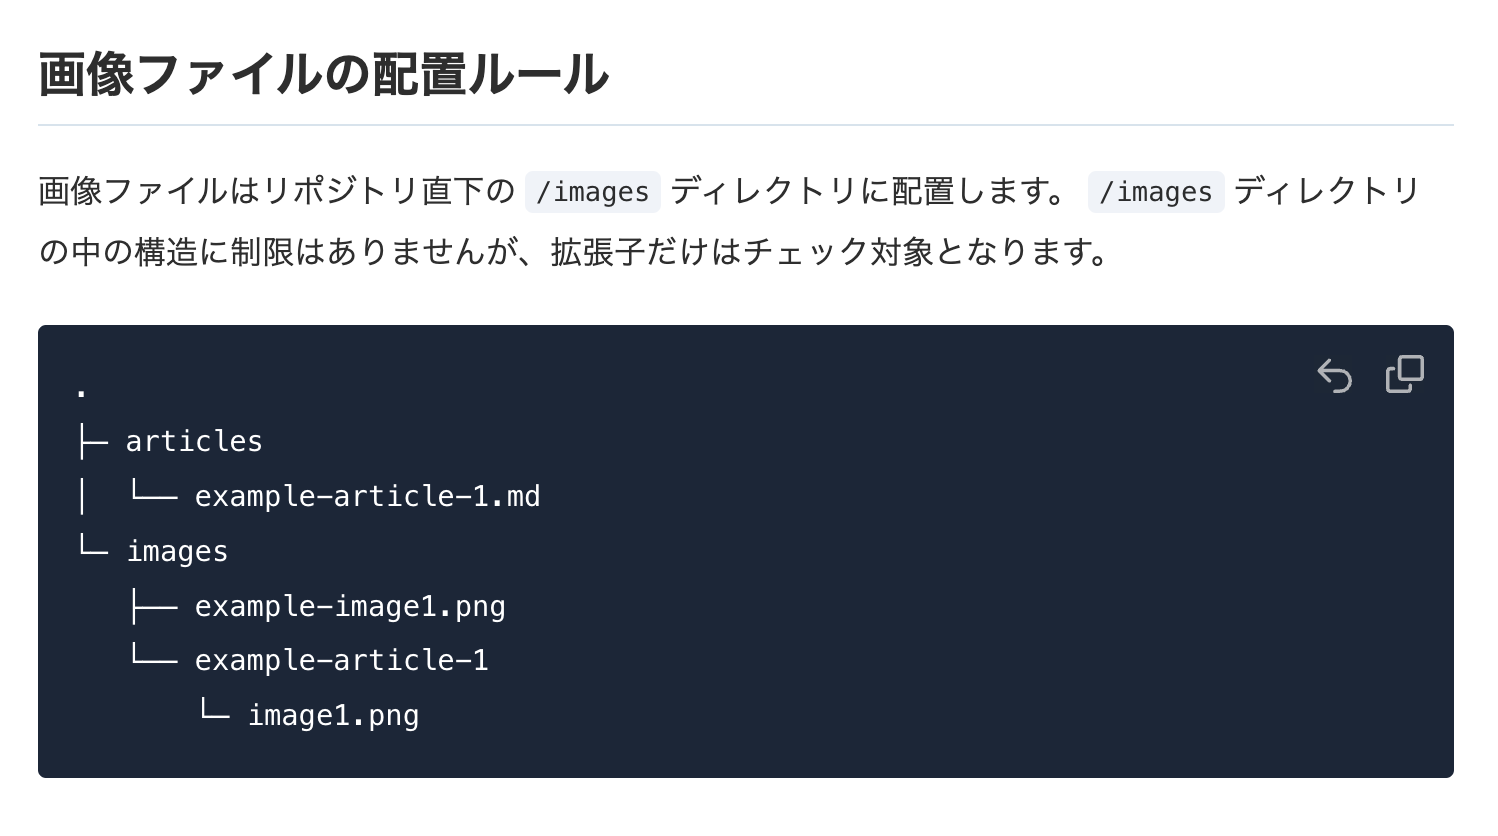 画像ファイルの配置ルール
画像ファイルはリポジトリ直下の /images ディレクトリに配置します。 /images ディレクトリ
の中の構造に制限はありませんが、拡張子だけはチェック対象となります。
.
├─ articles
│  └── example-article-1.md
└─ images
   ├── example-image1.png
   └── example-article-1
       └─ image1.png